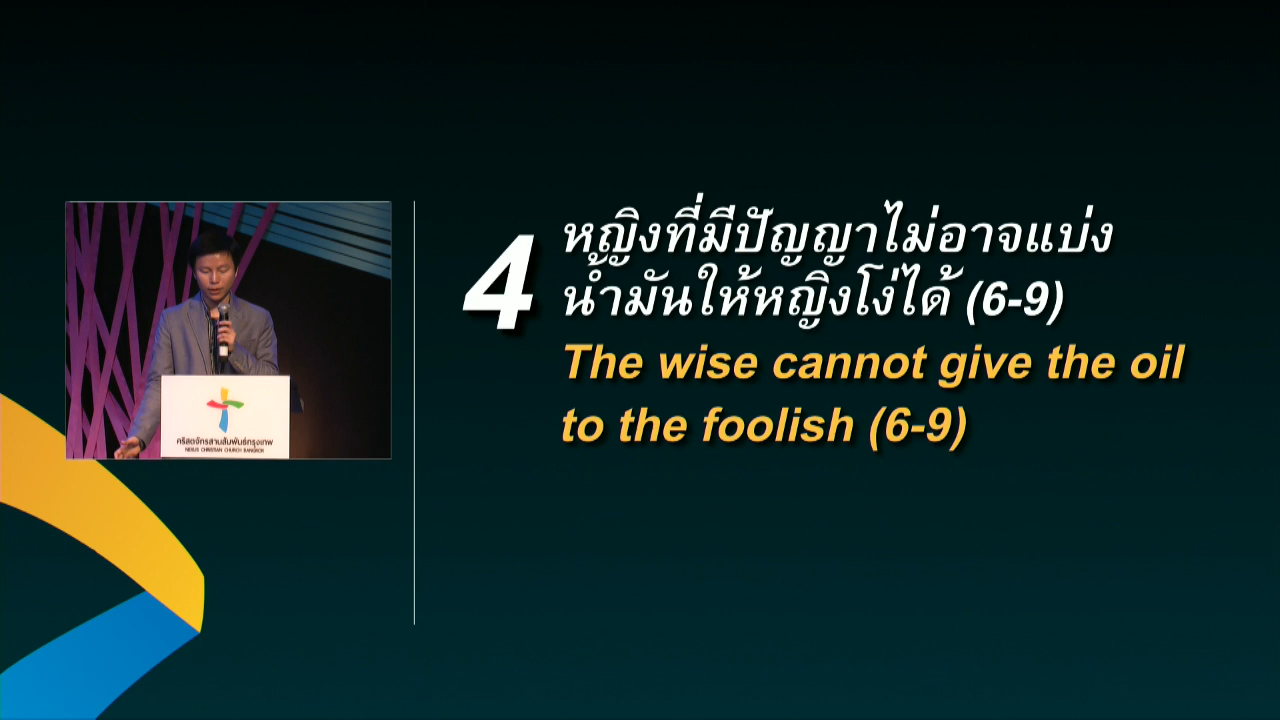 คริสตจักรสานสัมพันธ์กรุงเทพ
NEXUS CHRISTIAN CHURCH BANGKOK
4
หญิงที่มีปัญญาไม่อาจแบ่ง
น้ำมันให้หญิงโง่ได้ (6-9)
The wise cannot give the oil
to the foolish (6-9)